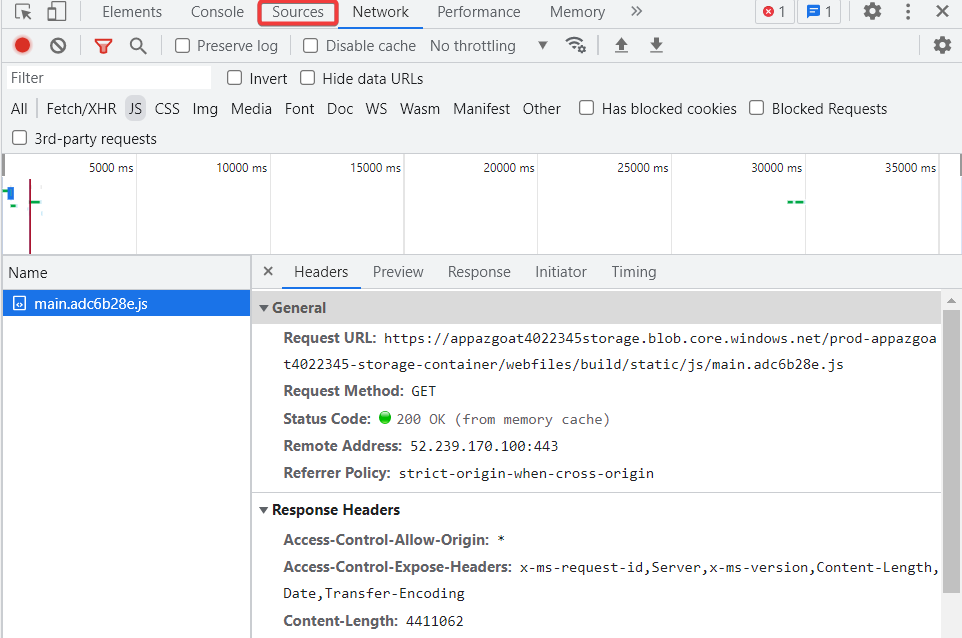 Elements Console Sources Network Performance Memory » 1 1
Preserve log Disable cache No throttling
Filter Invert Hide data URLs
All Fetch/XHR JS CSS Img Media Font Doc WS Wasm Manifest Other Has blocked cookies Blocked Requests
3rd-party requests
5000 ms 10000 ms 15000 ms 20000 ms 25000 ms 30000 ms 35000 ms
Name
main.adc6b28e.js
Headers Preview Response Initiator Timing
General
Request URL: https://appazgoat4022345storage.blob.core.windows.net/prod-appazgoa
t4022345-storage-container/webfiles/build/static/js/main.adc6b28e.js
Request Method: GET
Status Code: 200 OK (from memory cache)
Remote Address: 52.239.170.100:443
Referrer Policy: strict-origin-when-cross-origin
Response Headers
Access-Control-Allow-Origin: *
Access-Control-Expose-Headers: x-ms-request-id,Server,x-ms-version,Content-Length,
Date,Transfer-Encoding
Content-Length: 4411062